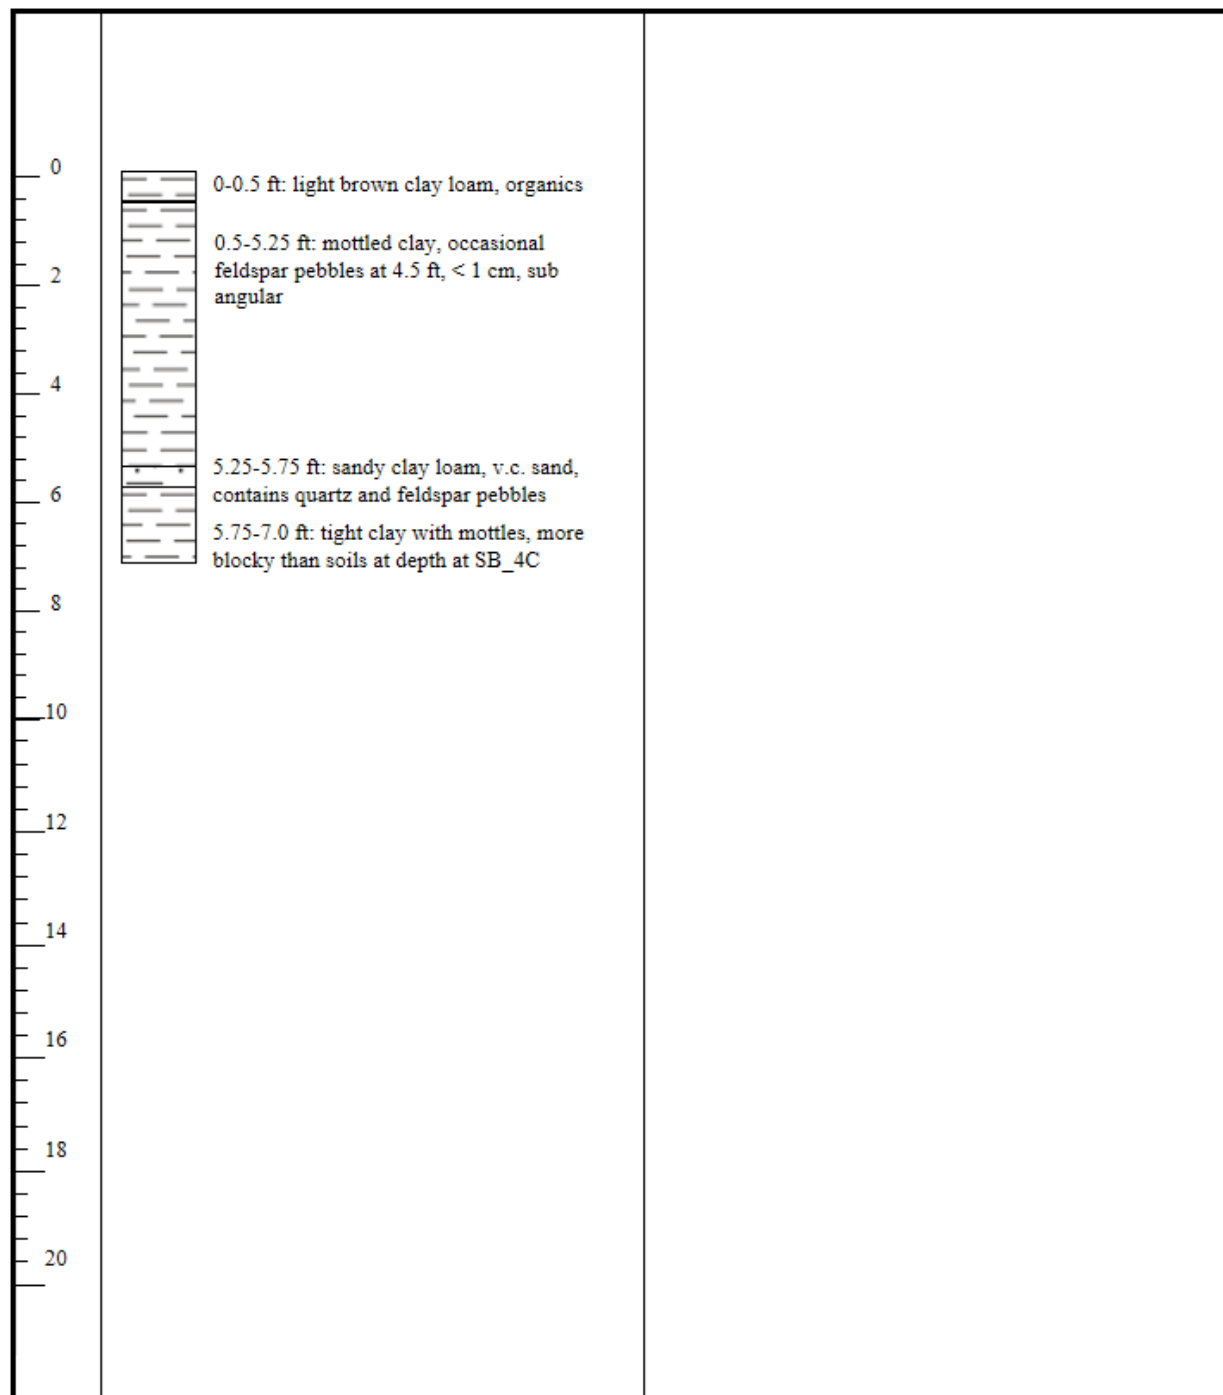 0
0-0.5 ft: light brown clay loam, organics
0.5-5.25 ft: mottled clay, occasional
feldspar pebbles at 4.5 ft, < 1 cm, sub
angular
2
4
5.25-5.75 ft: sandy clay loam, v.c. sand,
contains quartz and feldspar pebbles
6
5.75-7.0 ft: tight clay with mottles, more
blocky than soils at depth at SB_4C
8
10
12
14
16
18
20